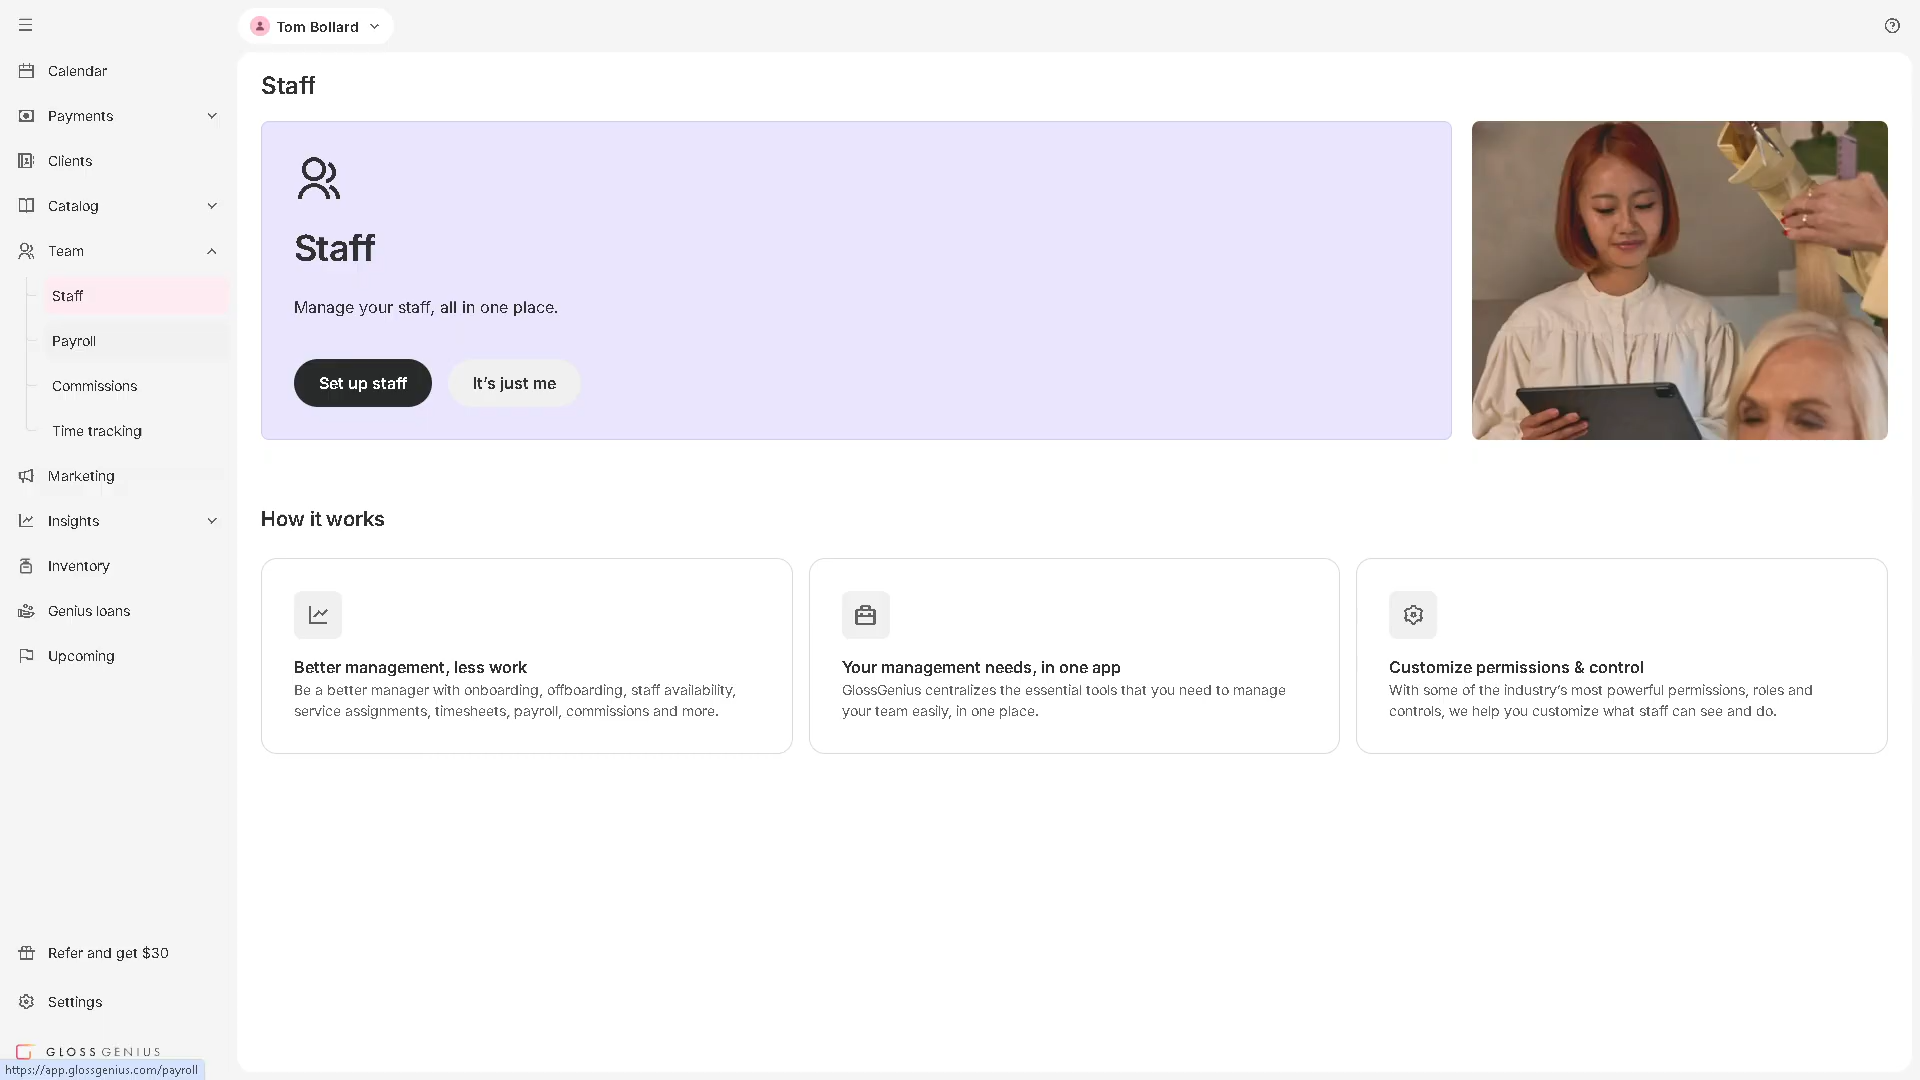 Tom Bollard
Calendar
Payments
Clients
Catalog
Team
Staff
Payroll
Commissions
Time tracking
Marketing
Insights
Inventory
Genius loans
Upcoming
Refer and get $30
Settings
GLOSSGENIUS
https://app.glossgenius.com/payroll
Staff
Staff
Manage your staff, all in one place.
Set up staff
It’s just me
How it works
Better management, less work
Be a better manager with onboarding, offboarding, staff availability,
service assignments, timesheets, payroll, commissions and more.
Your management needs, in one app
GlossGenius centralizes the essential tools that you need to manage
your team easily, in one place.
Customize permissions & control
With some of the industry’s most powerful permissions, roles and
controls, we help you customize what staff can see and do.